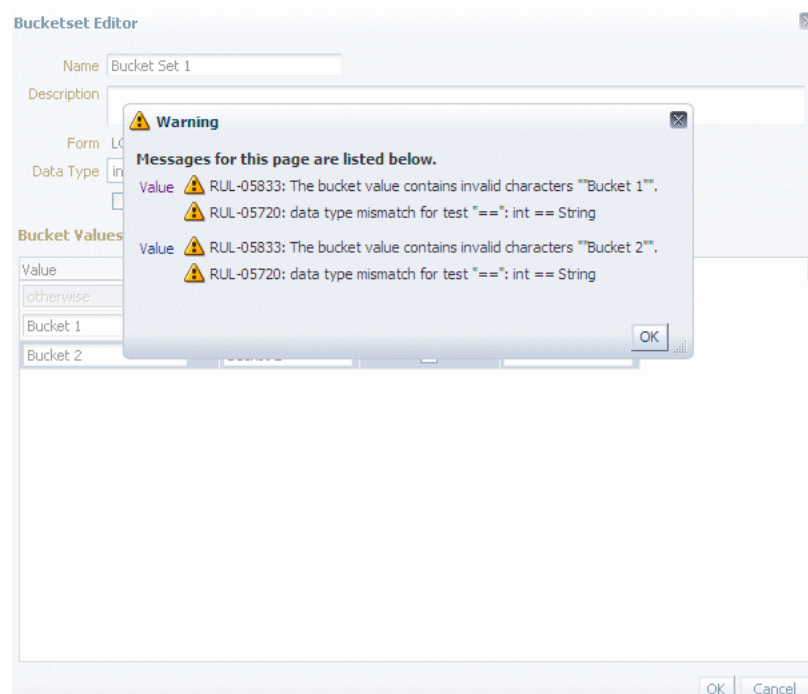 Bucketset Editor
Name Bucket Set 1
Description
Warning
Messages for this page are listed below.
Value RUL-05833: The bucket value contains invalid characters ""Bucket 1"".
RUL-05720: data type mismatch for test "==": int == String
Value RUL-05833: The bucket value contains invalid characters ""Bucket 2"".
RUL-05720: data type mismatch for test "==": int == String
OK
Form
Data Type
Bucket Values
Value
otherwise
Bucket 1
Bucket 2
OK Cancel